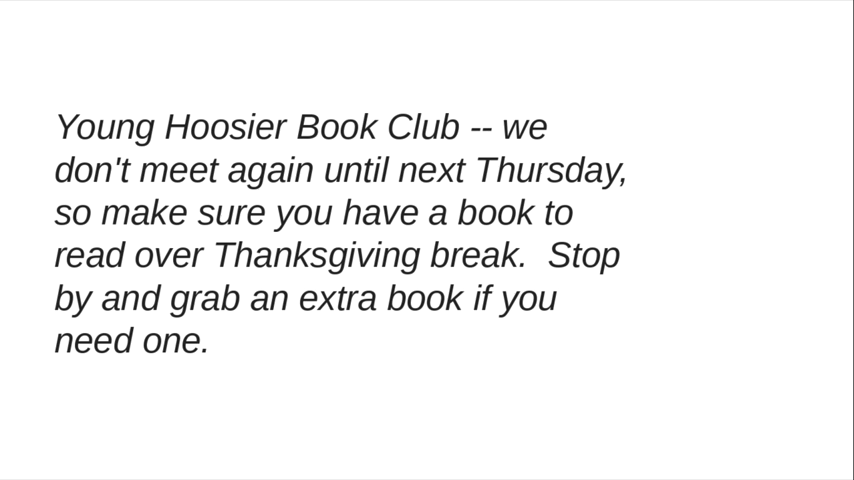 Young Hoosier Book Club -- we
don't meet again until next Thursday,
so make sure you have a book to
read over Thanksgiving break.  Stop
by and grab an extra book if you
need one.